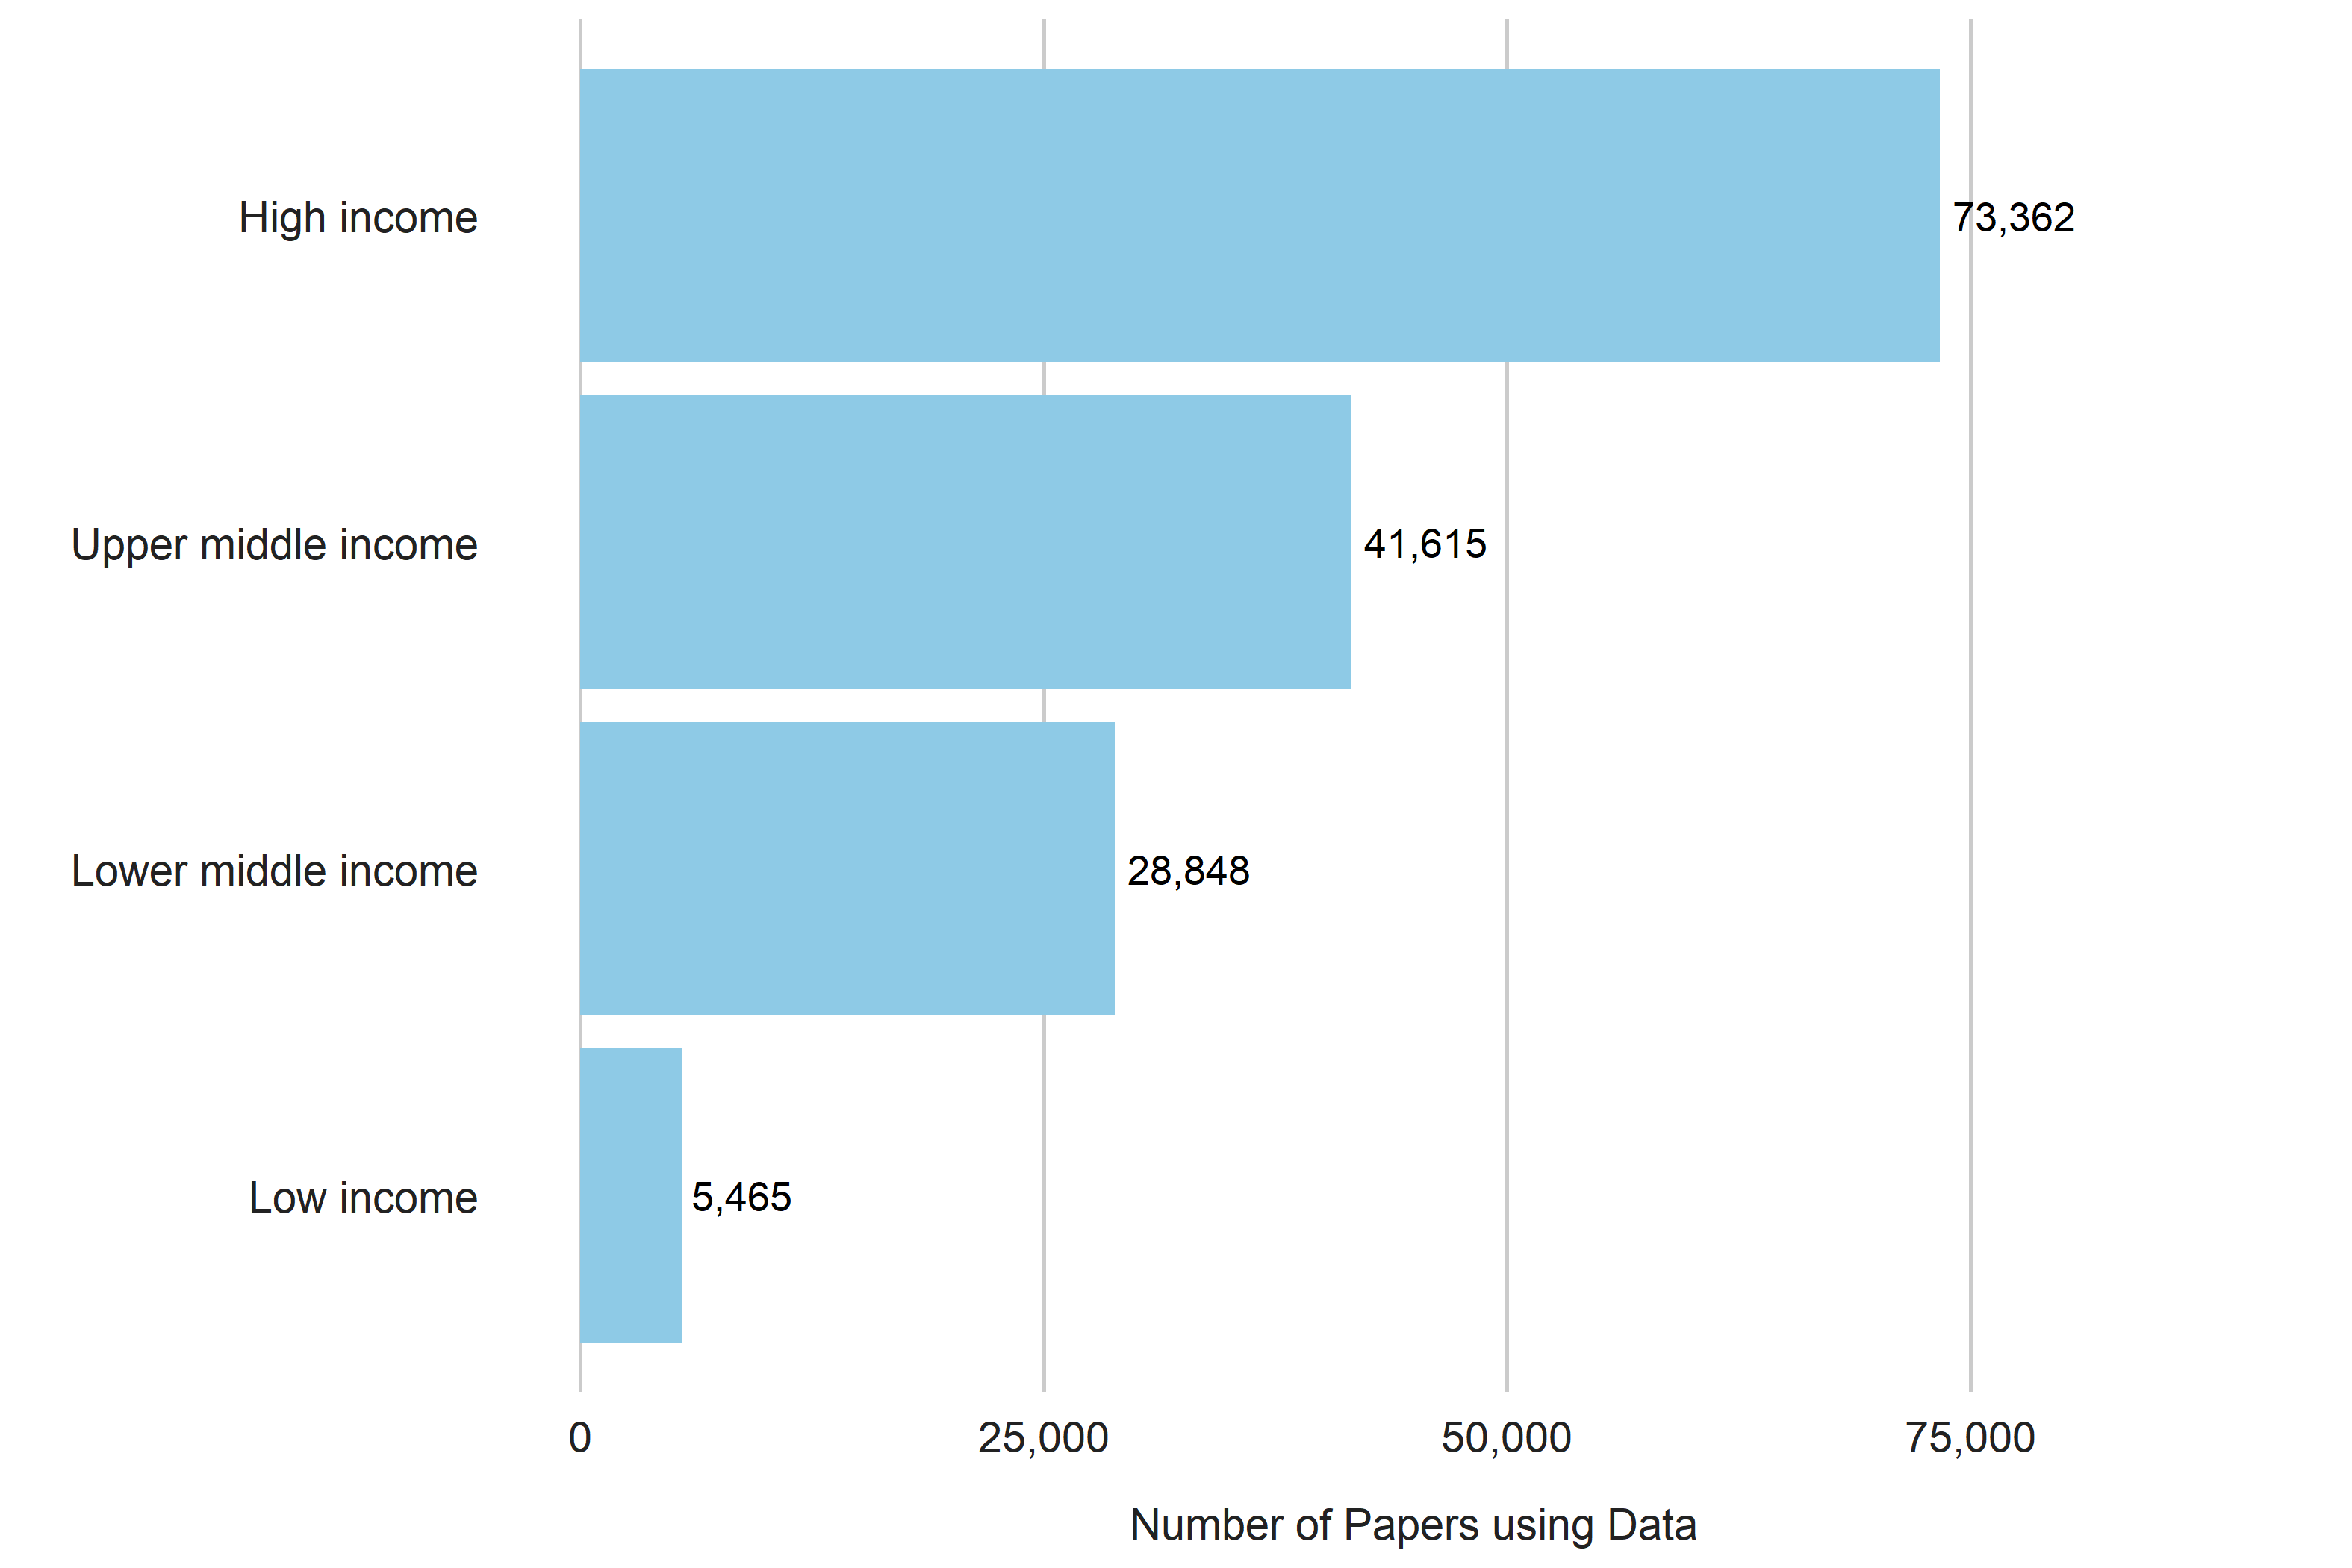 High income
73,362
Upper middle income
41,615
Lower middle income
28,848
Low income
5,465
0
25,000
50,000
75,000
Number of Papers using Data